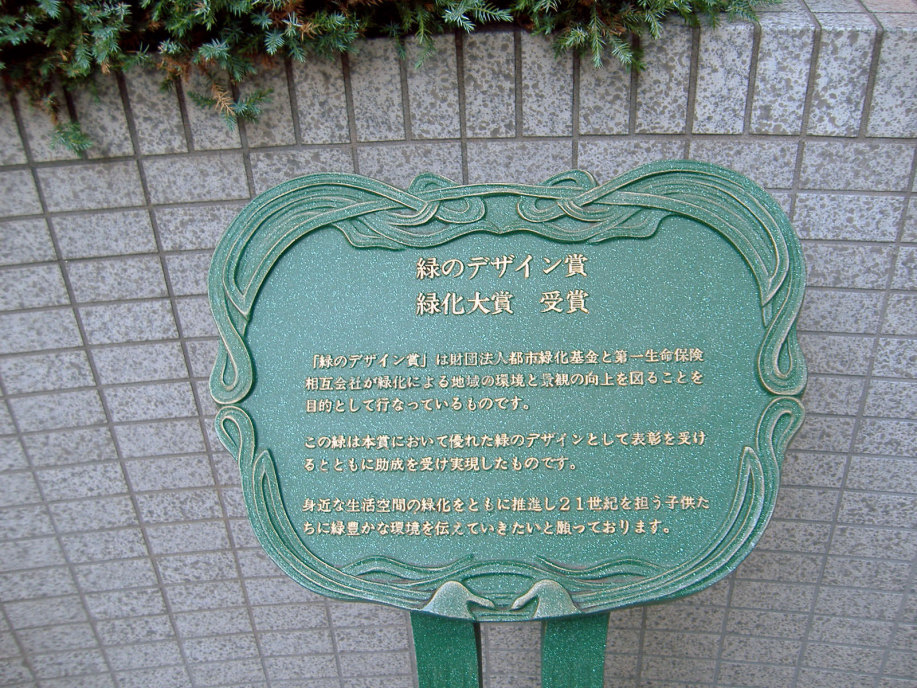 緑のデザイン賞
緑化大賞　受賞
「緑のデザイン賞」は財団法人都市緑化基金と第一生命保険
相互会社が緑化による地域の環境と景観の向上を図ることを
目的として行なっているものです。
この緑は本賞において優れた緑のデザインとして表彰を受け
るとともに助成を受け実現したものです。
身近な生活空間の緑化をともに推進し21世紀を担う子供た
ちに緑豊かな環境を伝えていきたいと願っております。